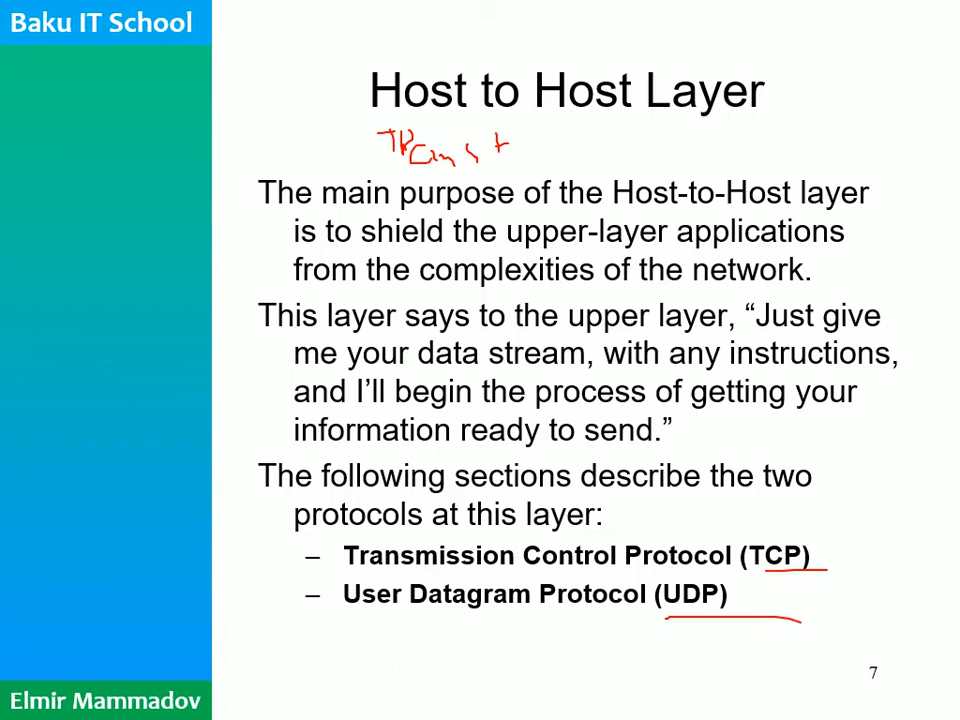 Baku IT School
Host to Host Layer
The main purpose of the Host-to-Host layer
is to shield the upper-layer applications
from the complexities of the network.
This layer says to the upper layer, “Just give
me your data stream, with any instructions,
and I’ll begin the process of getting your
information ready to send.”
The following sections describe the two
protocols at this layer:
– Transmission Control Protocol (TCP)
– User Datagram Protocol (UDP)
7
Elmir Mammadov